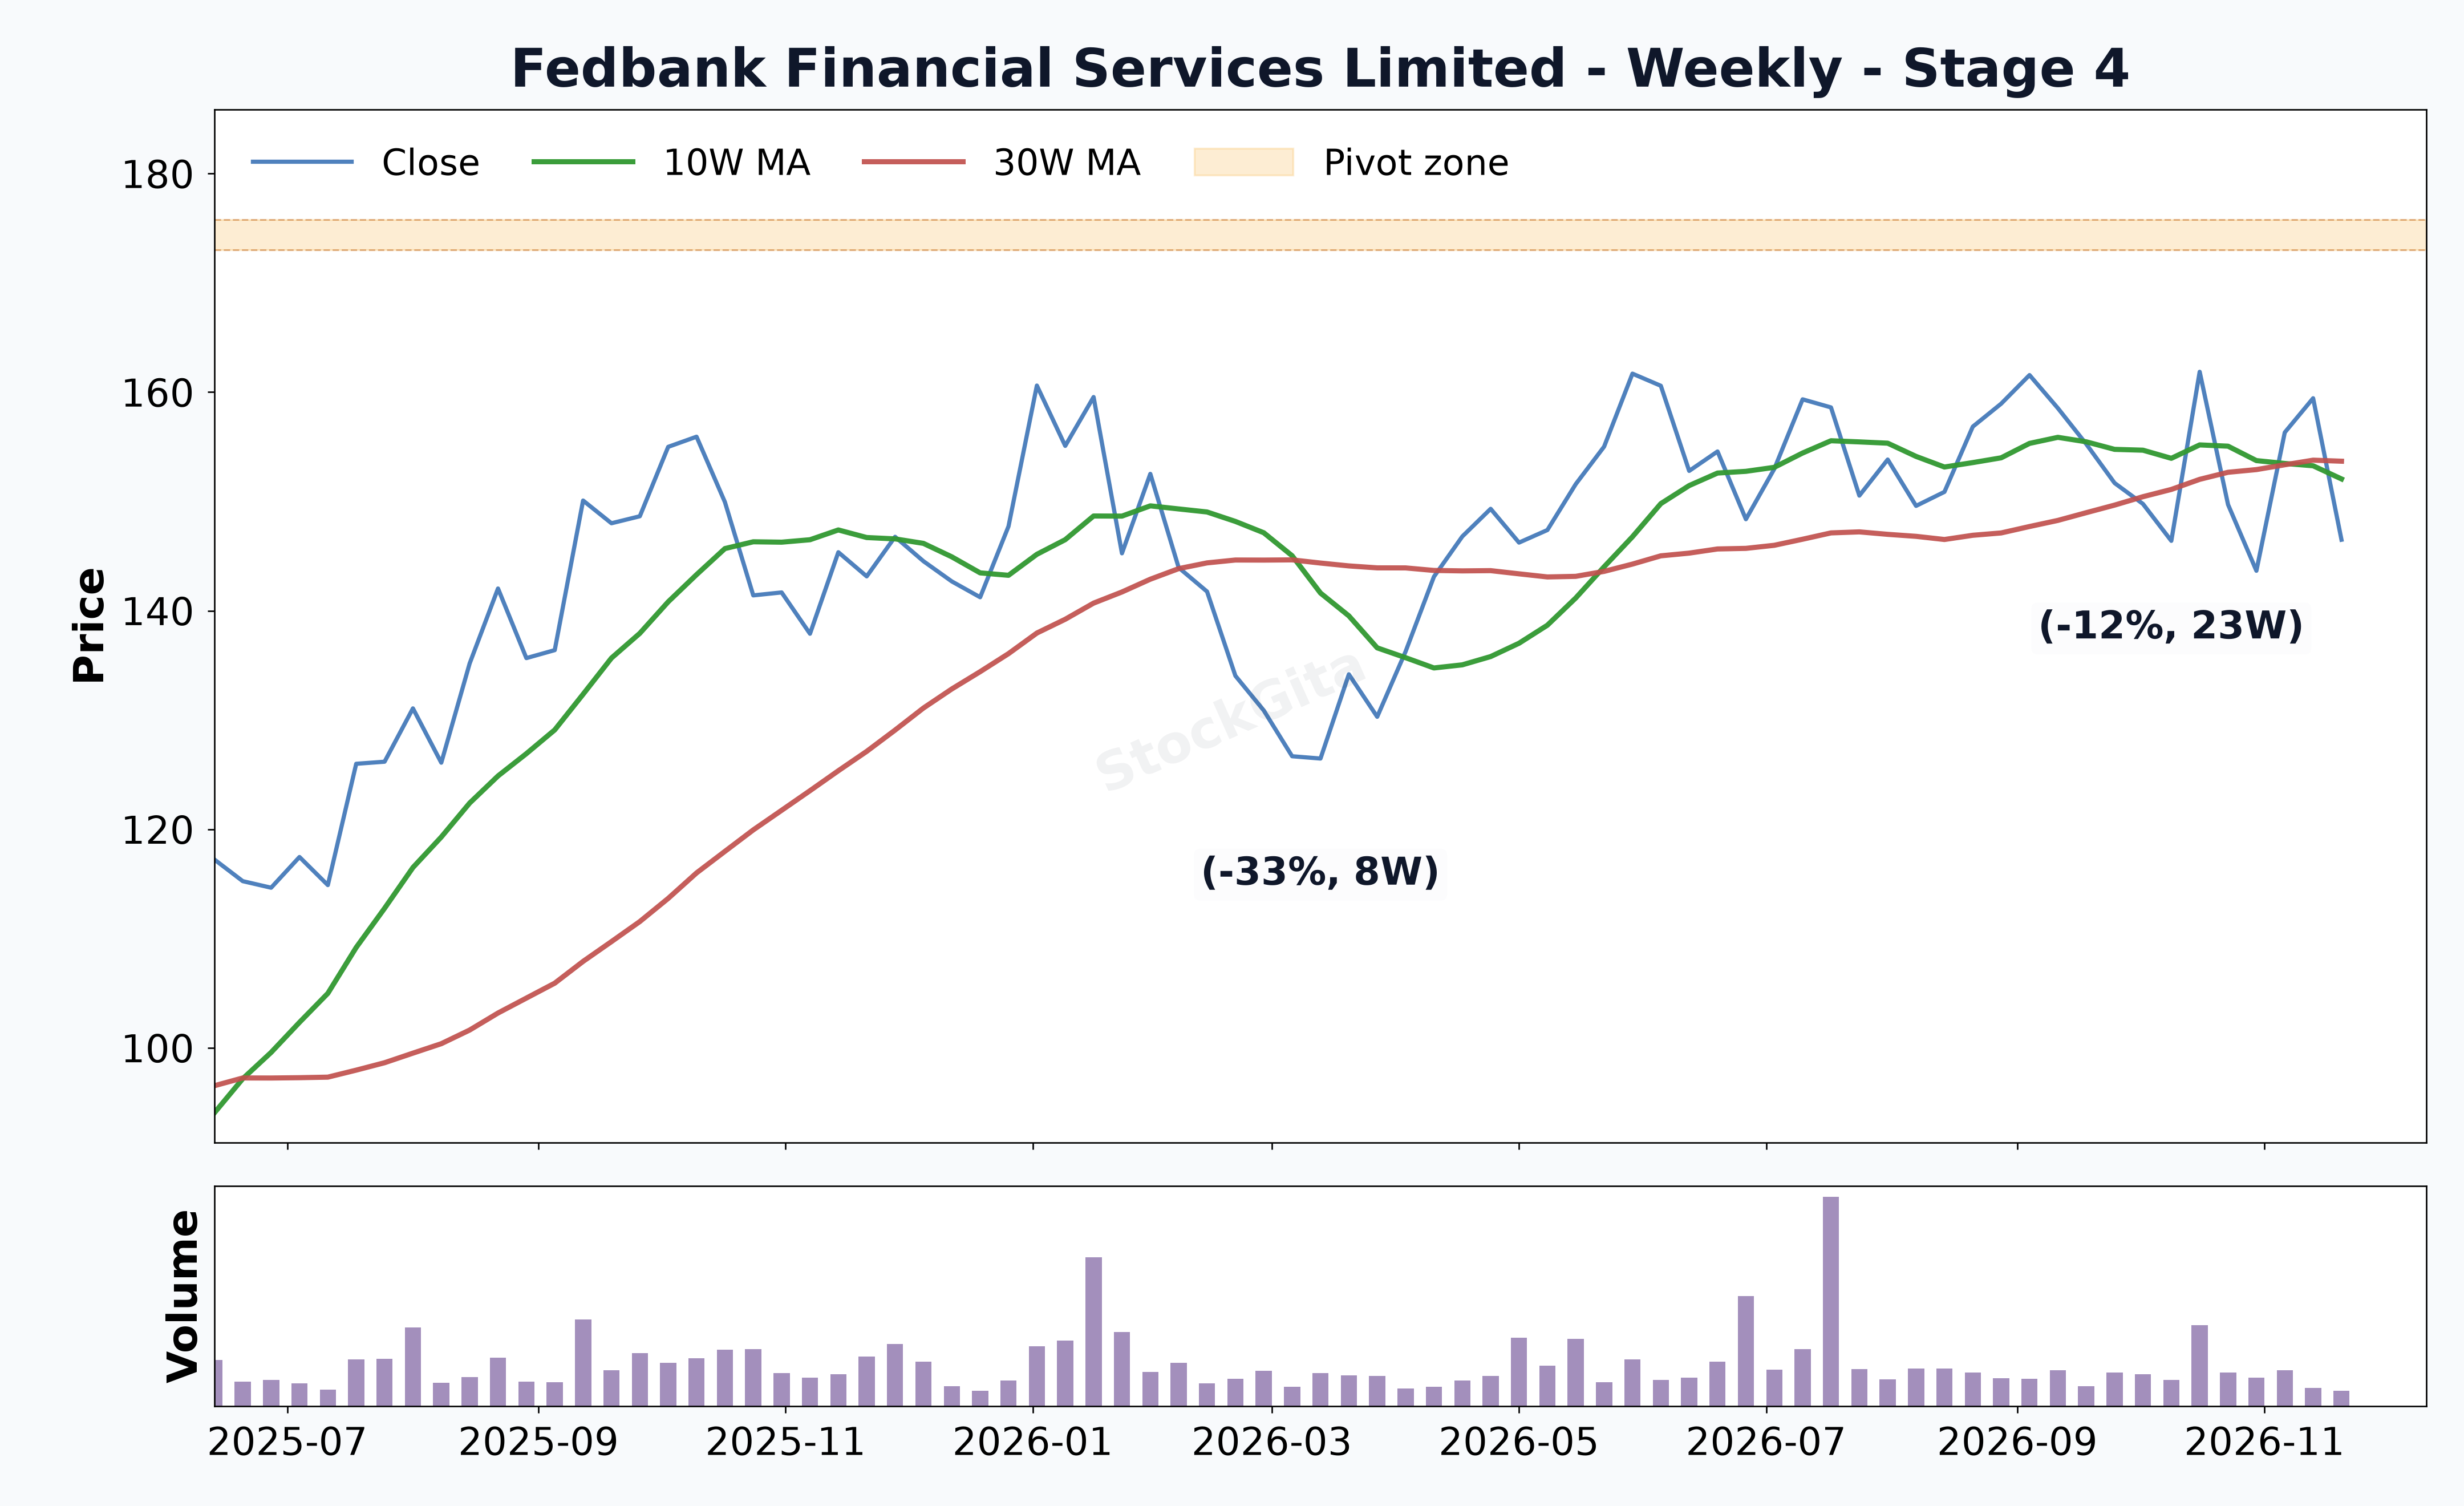 Fedbank Financial Services Limited - Weekly - Stage 4
Close 10W MA 30W MA Pivot zone
180
160
140
120
100
Price
StockGita
(-12%, 23W)
(-33%, 8W)
Volume
2025-07 2025-09 2025-11 2026-01 2026-03 2026-05 2026-07 2026-09 2026-11